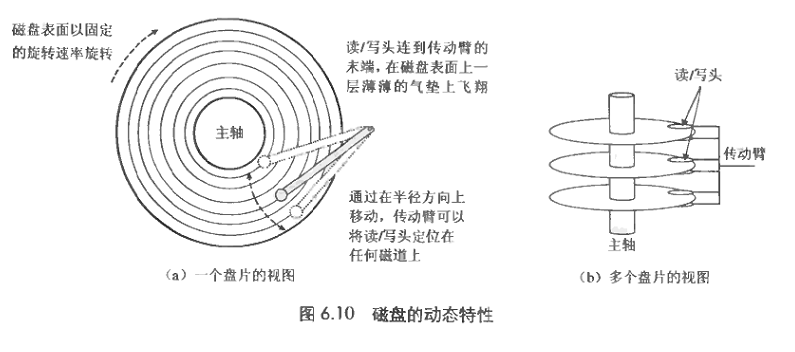 磁盘表面以固定
的旋转速率旋转
读/写头连到传动臂的
末端，在磁盘表面上一
层薄薄的气垫上飞翔
主轴
通过在半径方向上
移动，传动臂可以
将读/写头定位在
任何磁道上
（a）一个盘片的视图
读/写头
传动臂
主轴
（b）多个盘片的视图
图 6.10 磁盘的动态特性